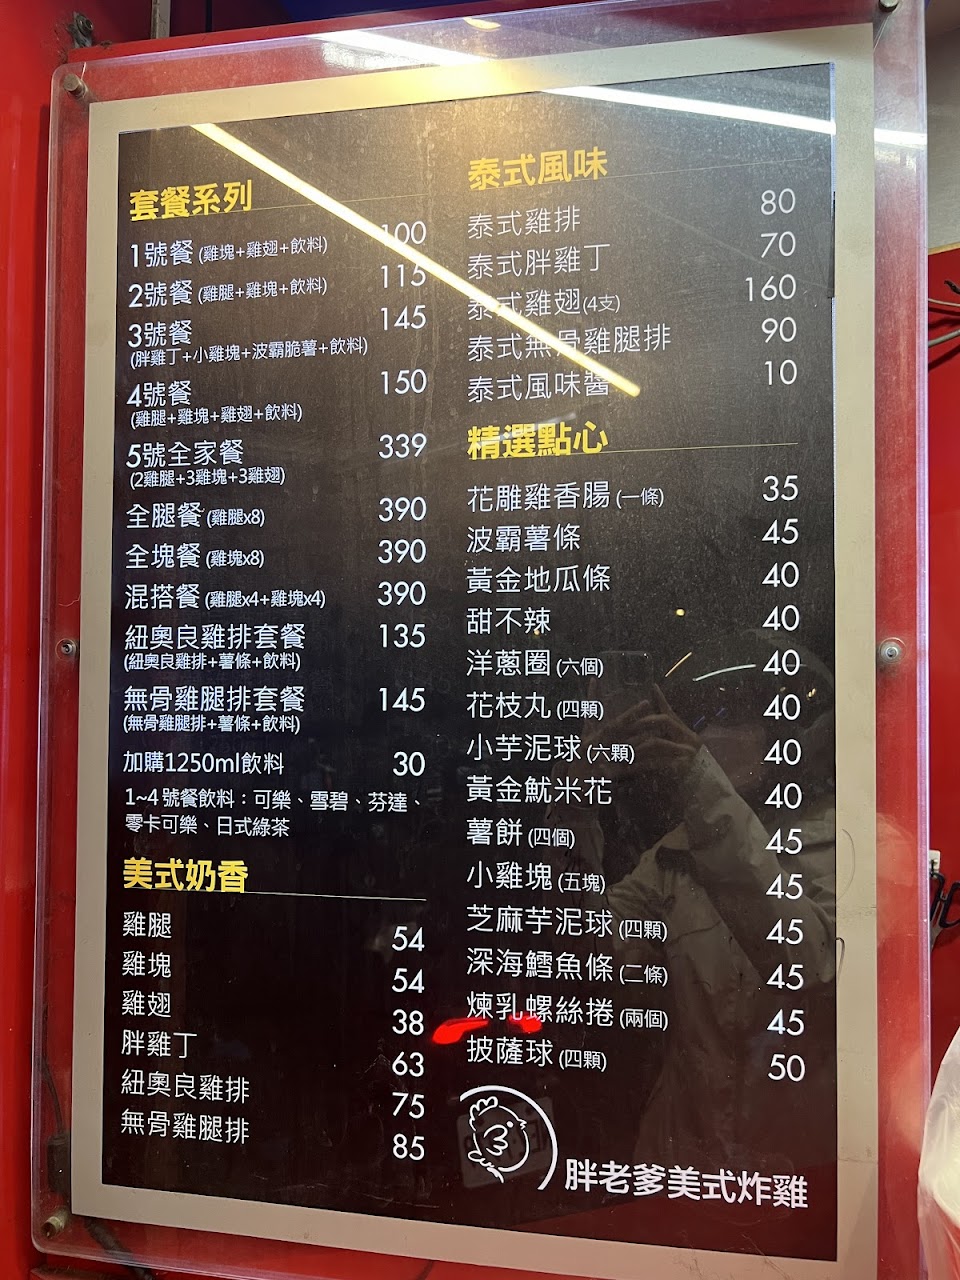 套餐系列
1號餐(雞塊+雞翅+飲料) 100
2號餐(雞腿+雞塊+飲料) 115
3號餐 145
(胖雞丁+小雞塊+波霸脆薯+飲料)
4號餐 150
(雞腿+雞塊+雞翅+飲料)
5號全家餐 339
(2雞腿+3雞塊+3雞翅)
全腿餐(雞腿x8) 390
全塊餐(雞塊x8) 390
混搭餐(雞腿x4+雞塊x4) 390
紐奧良雞排套餐 135
(紐奧良雞排+薯條+飲料)
無骨雞腿排套餐 145
(無骨雞腿排+薯條+飲料)
加購1250ml飲料 30
1~4號餐飲料：可樂、雪碧、芬達、
零卡可樂、日式綠茶
美式奶香
雞腿 54
雞塊 54
雞翅 38
胖雞丁 63
紐奧良雞排 75
無骨雞腿排 85
泰式風味
泰式雞排 80
泰式胖雞丁 70
泰式雞翅(4支) 160
泰式無骨雞腿排 90
泰式風味醬 10
精選點心
花雕雞香腸(一條) 35
波霸薯條 45
黃金地瓜條 40
甜不辣 40
洋蔥圈(六個) 40
花枝丸(四顆) 40
小芋泥球(六顆) 40
黃金魷米花 40
薯餅(四個) 45
小雞塊(五塊) 45
芝麻芋泥球(四顆) 45
深海鱈魚條(二條) 45
煉乳螺絲捲(兩個) 45
披薩球(四顆) 50
胖老爹美式炸雞